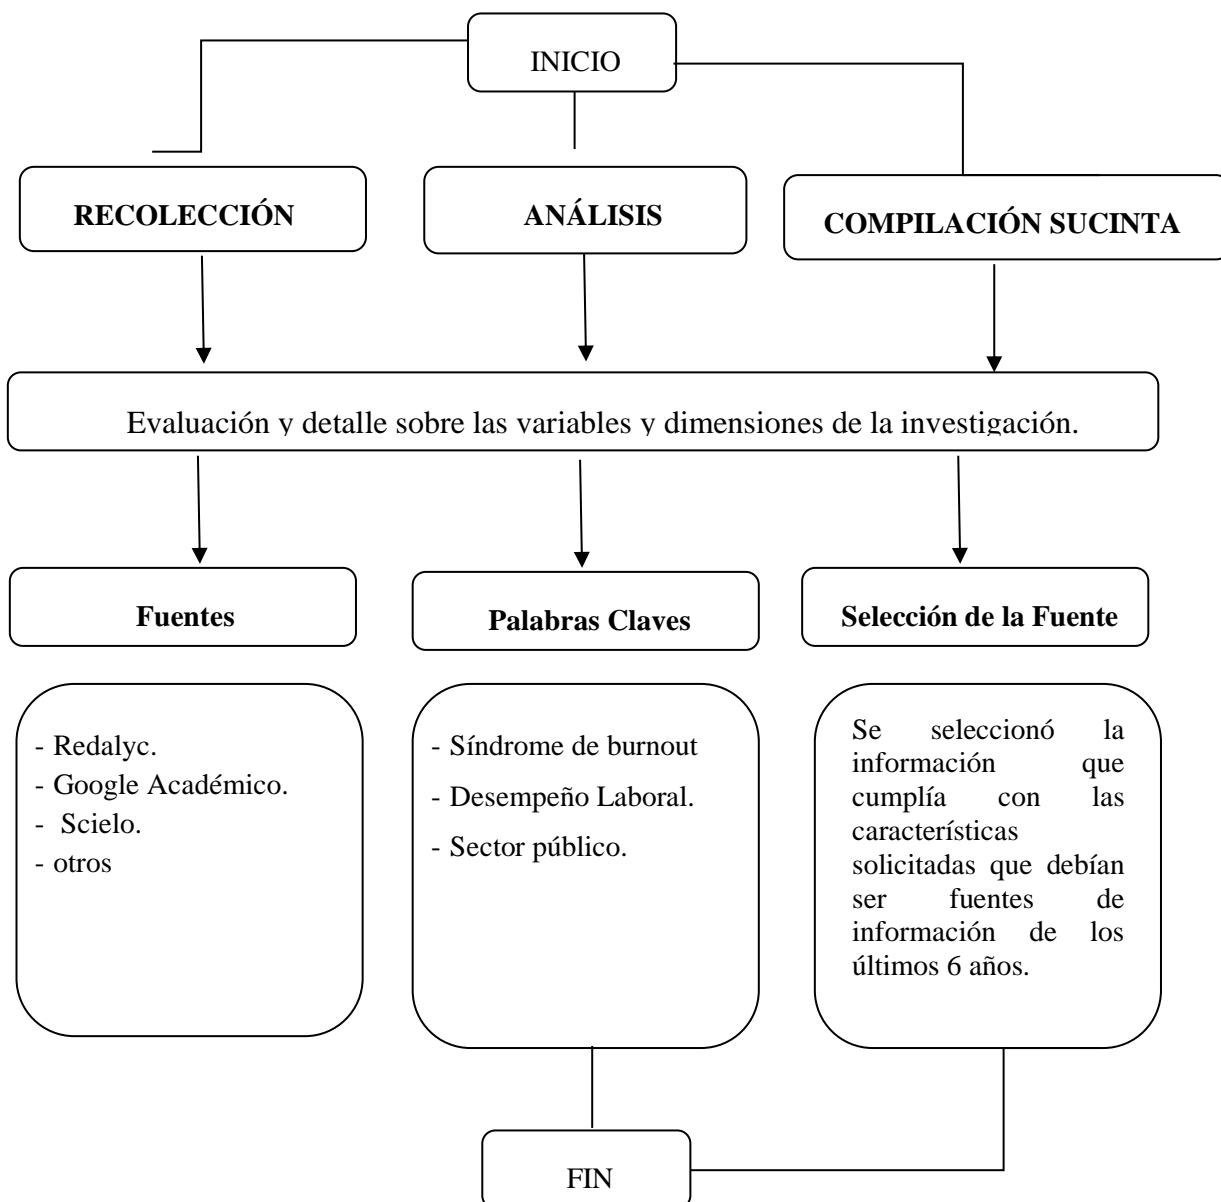 INICIO
RECOLECCIÓN
ANÁLISIS
COMPILACIÓN SUCINTA
Evaluación y detalle sobre las variables y dimensiones de la investigación.
Fuentes
Palabras Claves
Selección de la Fuente
- Redalyc.
- Google Académico.
- Scielo.
- otros
- Síndrome de burnout
- Desempeño Laboral.
- Sector público.
Se seleccionó la
información que
cumplía con las
características
solicitadas que debían
ser fuentes de
información de los
últimos 6 años.
FIN